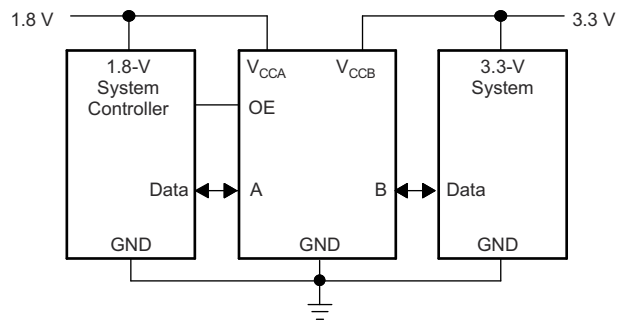 1.8 V
3.3 V
1.8-V
System
Controller
VCCA
VCCB
3.3-V
System
OE
Data
A
B
Data
GND
GND
GND